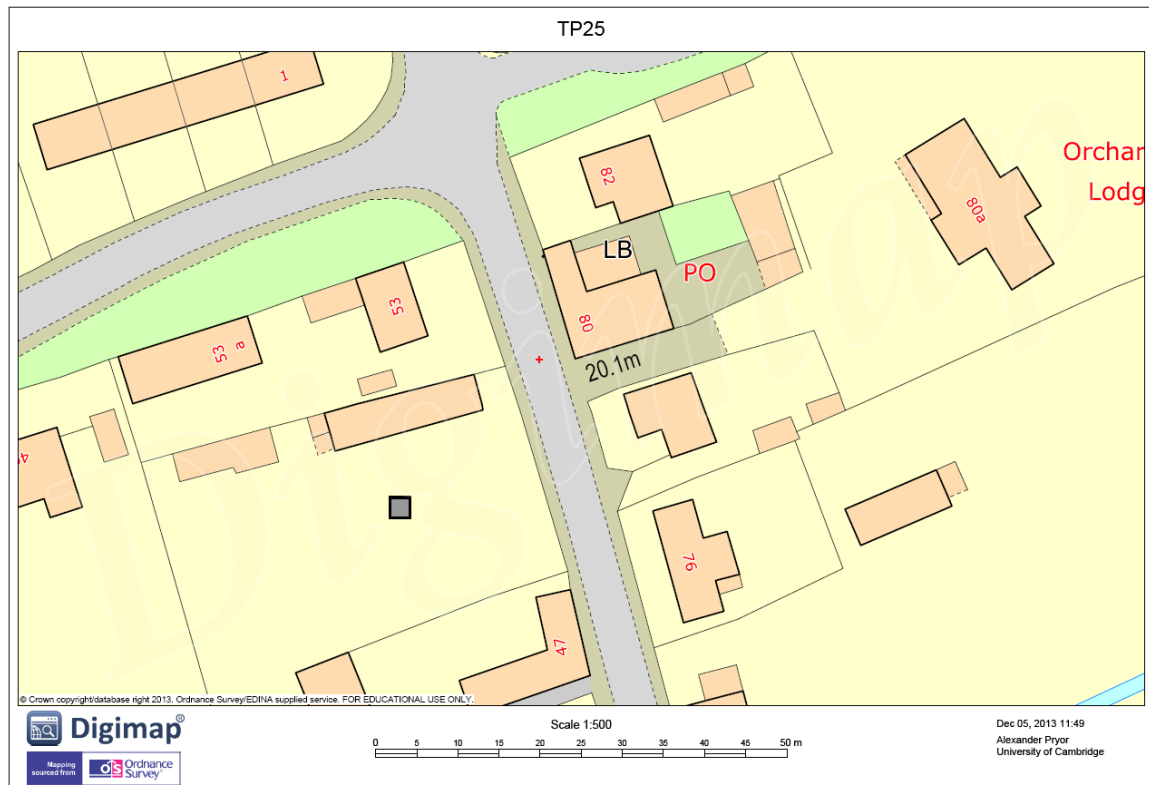 TP25
1
82
Orchar
Lodg
80a
LB
PO
53
80
53
a
20.1m
76
47
© Crown copyright/database right 2013. Ordnance Survey/EDINA supplied service. FOR EDUCATIONAL USE ONLY.
Digimap®
Mapping
sourced from
OS Ordnance
Survey®
Scale 1:500
0 5 10 15 20 25 30 35 40 45 50 m
Dec 05, 2013 11:49
Alexander Pryor
University of Cambridge
Digimap